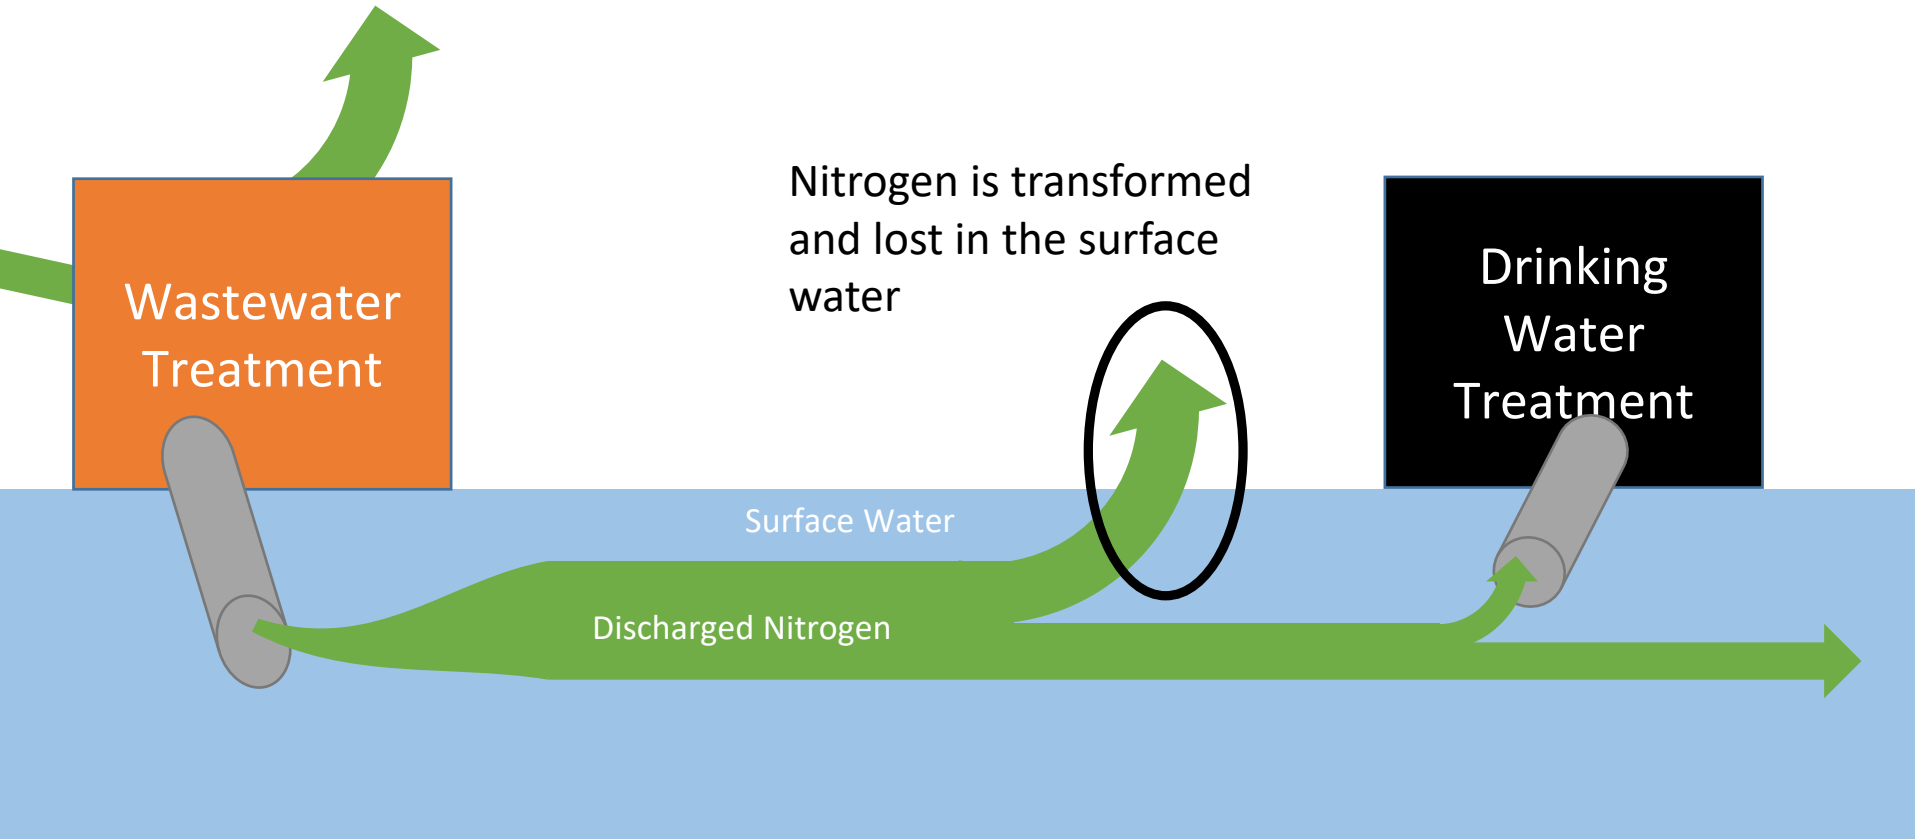 Nitrogen is transformed
and lost in the surface
water
Wastewater
Treatment
Drinking
Water
Treatment
Surface Water
Discharged Nitrogen